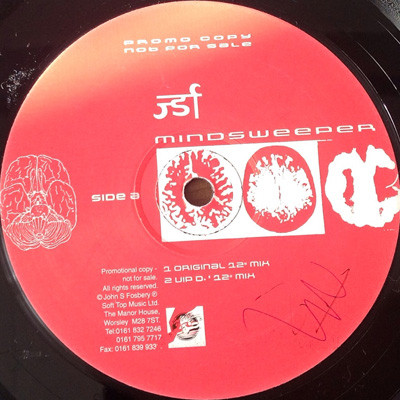 PROMO COPY
NOT FOR SALE
MINDSWEEPER
side a
1 ORIGINAL 12" MIX
2 VIP 12" MIX
Promotional copy -
not for sale.
All rights reserved.
© John S Fosbery ℗
Soft Top Music Ltd.
The Manor House,
Worsley M28 7ST.
Tel 0161 832 7246
0161 795 7717
Fax: 0161 839 932